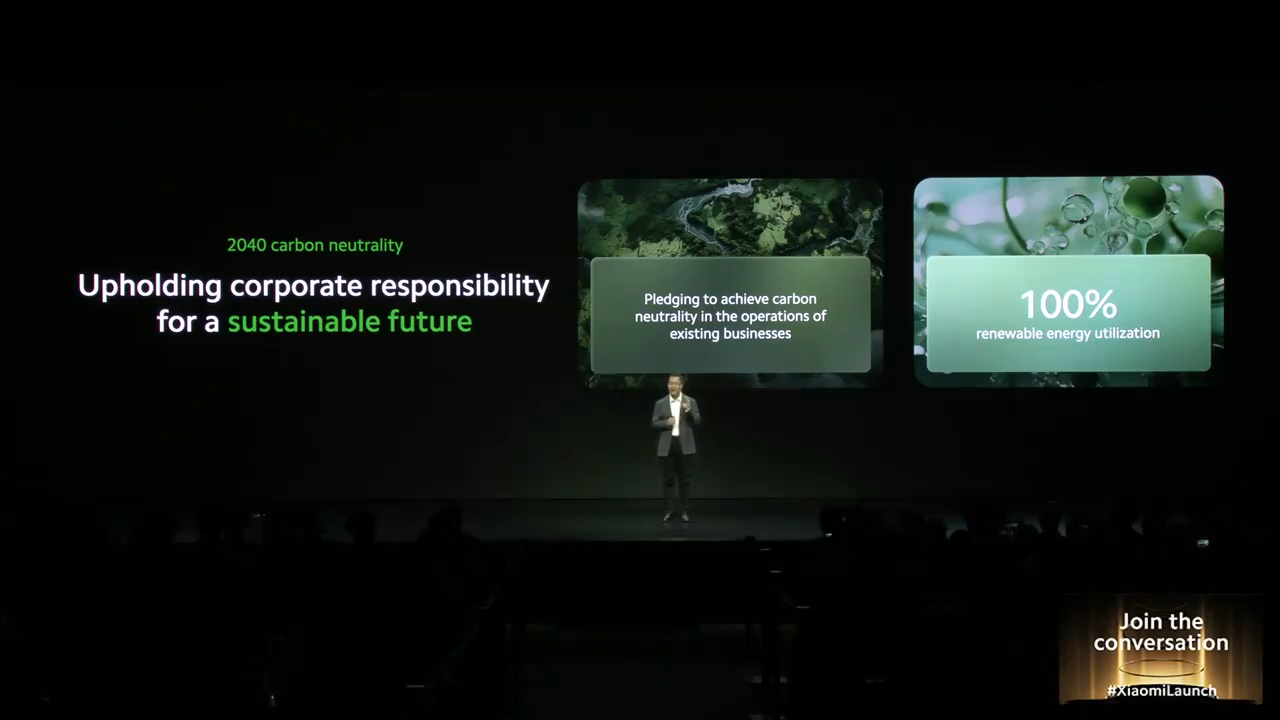 2040 carbon neutrality
Upholding corporate responsibility
for a sustainable future
Pledging to achieve carbon
neutrality in the operations of
existing businesses
100%
renewable energy utilization
Join the
conversation
#XiaomiLaunch